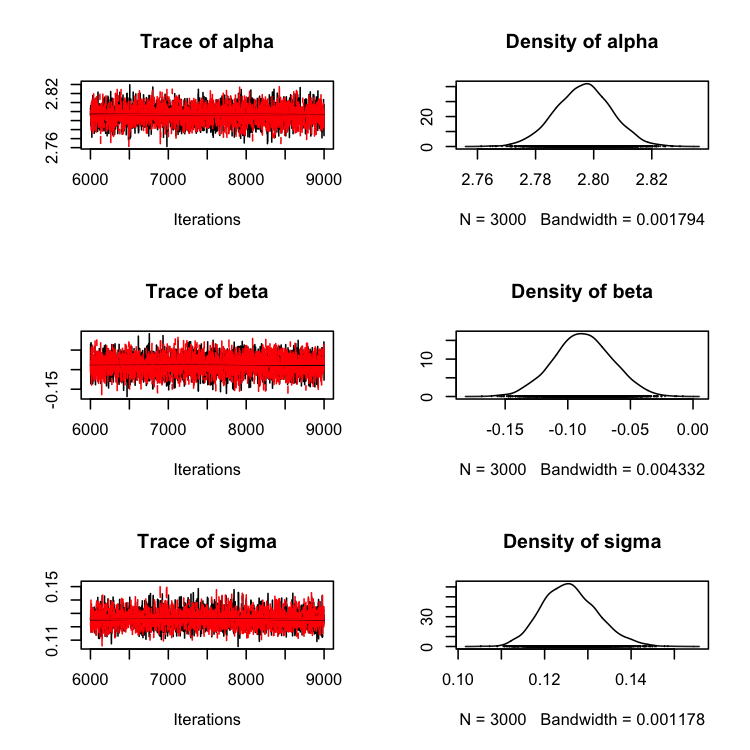 Trace of alpha
2.82
2.76
6000 7000 8000 9000
Iterations
Density of alpha
20
0
2.76 2.78 2.80 2.82
N = 3000 Bandwidth = 0.001794
Trace of beta
-0.15
6000 7000 8000 9000
Iterations
Density of beta
10
0
-0.15 -0.10 -0.05 0.00
N = 3000 Bandwidth = 0.004332
Trace of sigma
0.15
0.11
6000 7000 8000 9000
Iterations
Density of sigma
30
0
0.10 0.12 0.14
N = 3000 Bandwidth = 0.001178